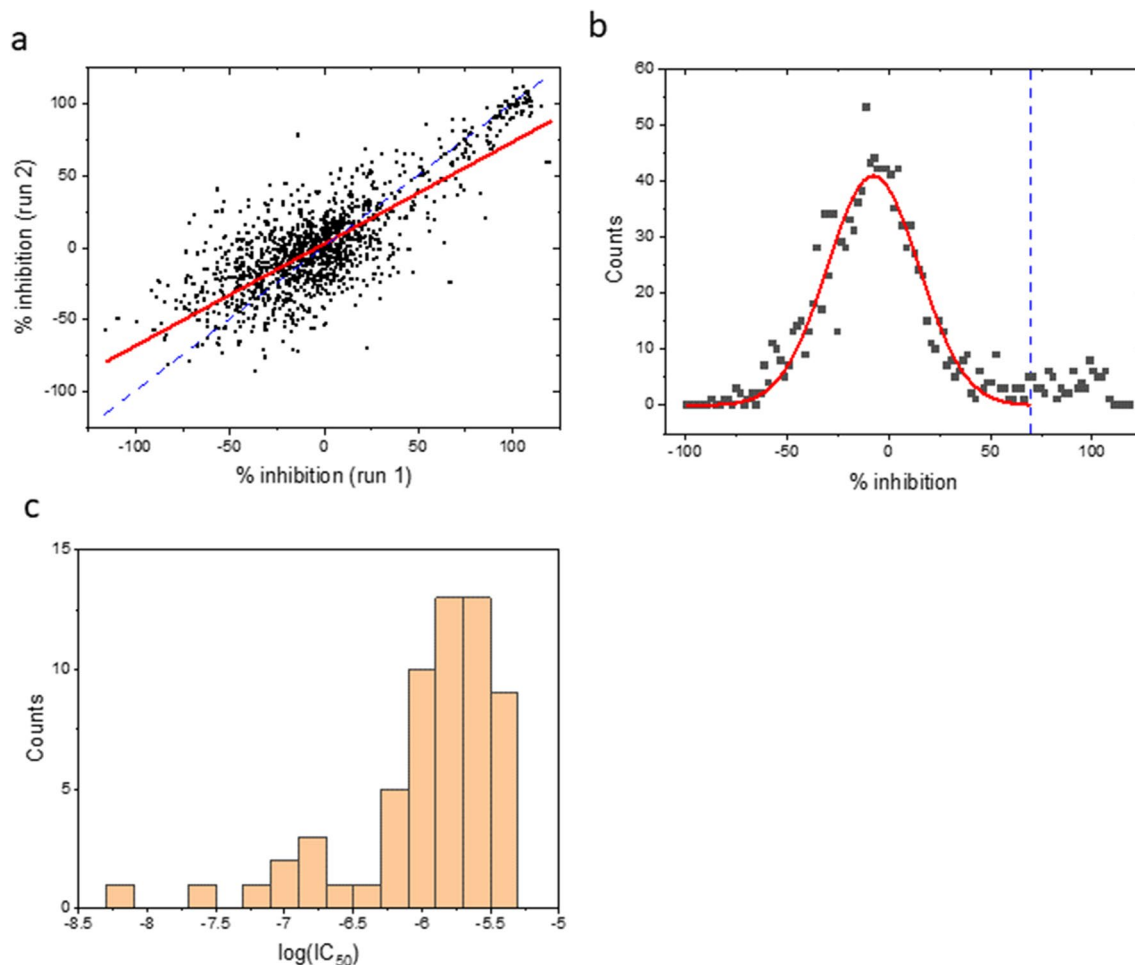 a
100
50
0
-50
-100
% inhibition (run 2)
-100 -50 0 50 100
% inhibition (run 1)
b
60
50
40
30
20
10
0
Counts
-100 -50 0 50 100
% inhibition
c
15
10
5
0
Counts
-8.5 -8 -7.5 -7 -6.5 -6 -5.5 -5
log(IC50)